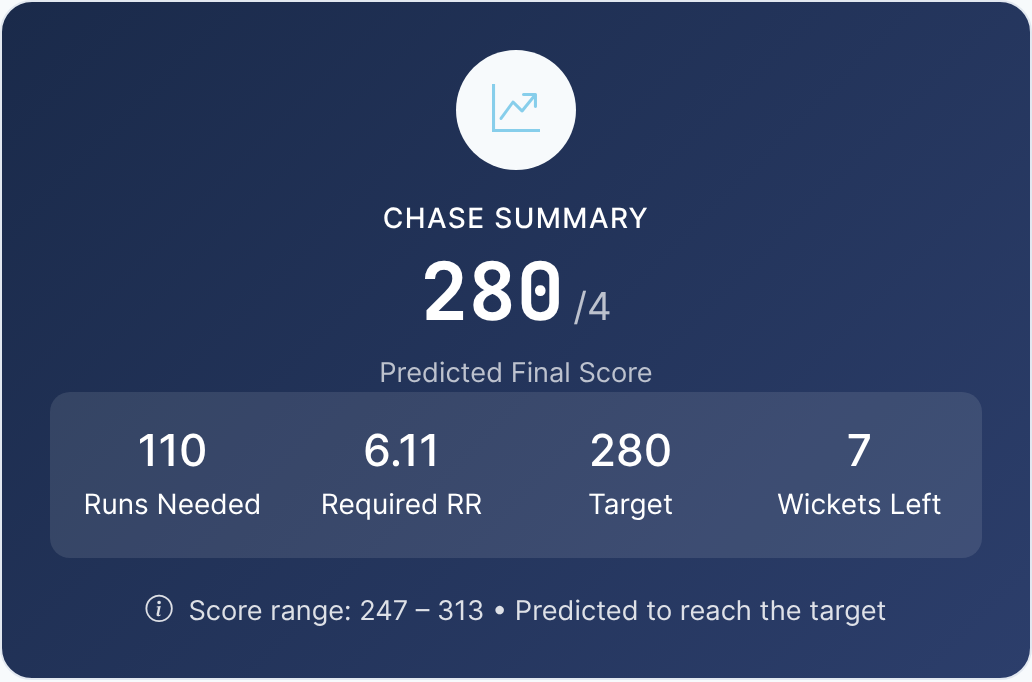 CHASE SUMMARY
280 /4
Predicted Final Score
110 6.11 280 7
Runs Needed Required RR Target Wickets Left
Score range: 247 – 313 • Predicted to reach the target